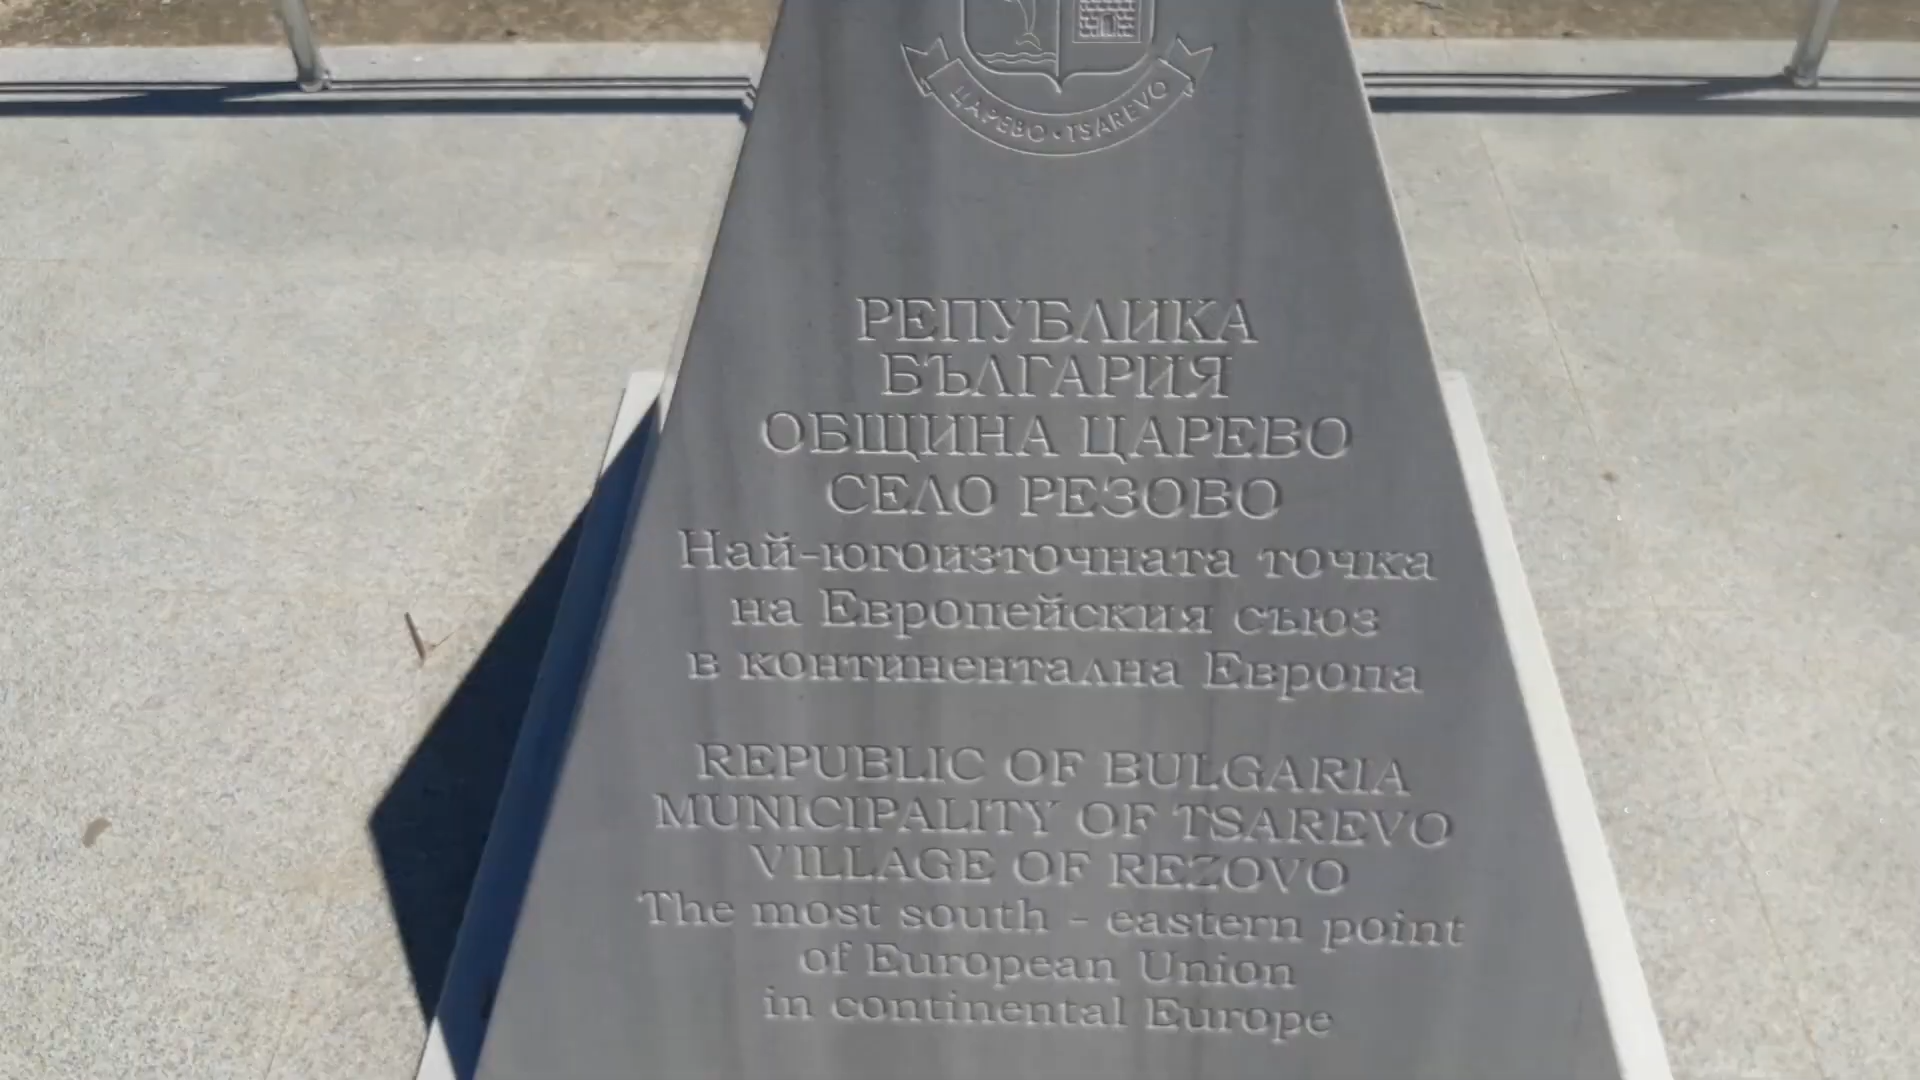 ЦАРЕВО · TSAREVO
РЕПУБЛИКА
БЪЛГАРИЯ
ОБЩИНА ЦАРЕВО
СЕЛО РЕЗОВО
Най-югоизточната точка
на Европейския съюз
в континентална Европа
REPUBLIC OF BULGARIA
MUNICIPALITY OF TSAREVO
VILLAGE OF REZOVO
The most south - eastern point
of European Union
in continental Europe